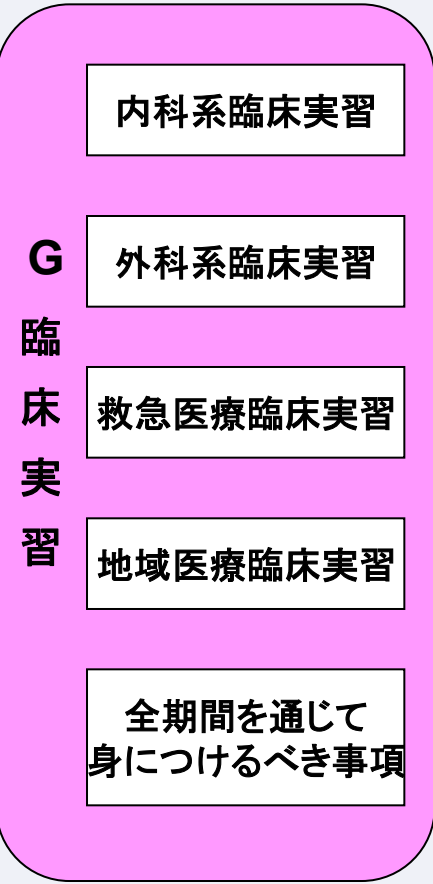 G臨床実習
内科系臨床実習
外科系臨床実習
救急医療臨床実習
地域医療臨床実習
全期間を通じて
身につけるべき事項